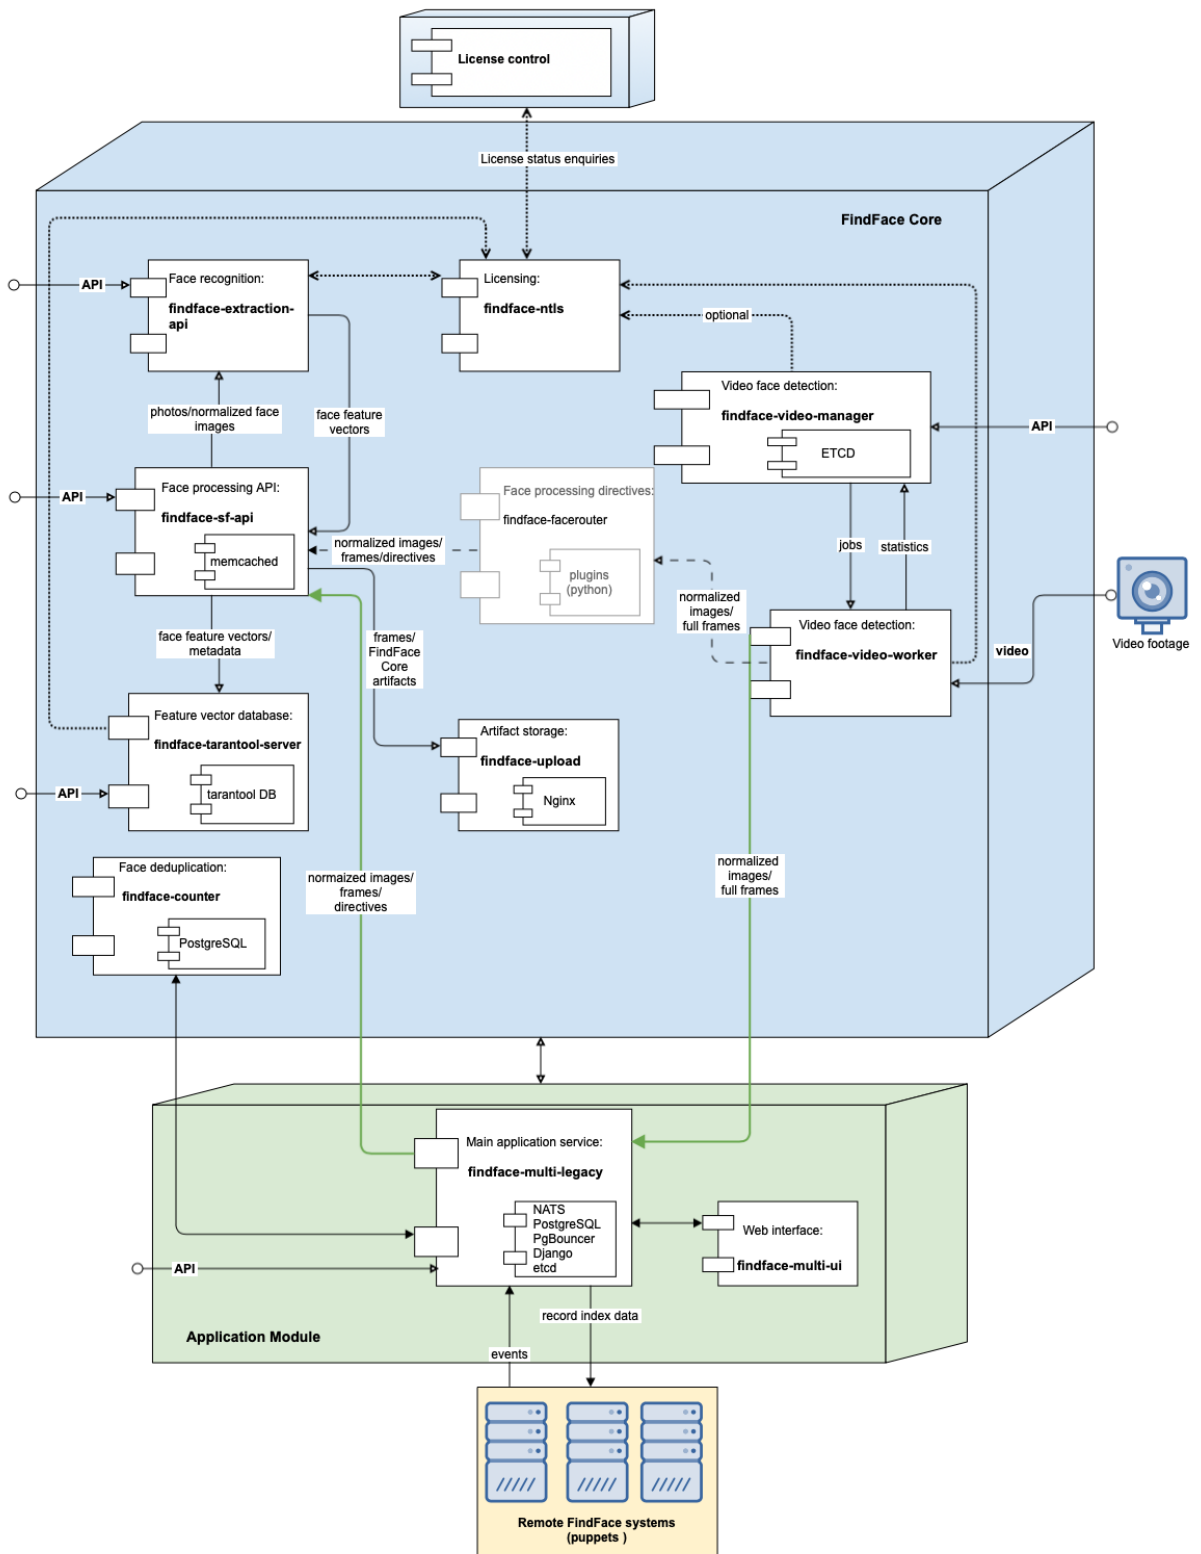 License control
License status enquiries
FindFace Core
Face recognition:
findface-extraction-
api
API
Licensing:
findface-ntls
optional
Video face detection:
findface-video-manager
ETCD
API
photos/normalized face
images
face feature
vectors
Face processing API:
findface-sf-api
memcached
API
normalized images/
frames/directives
Face processing directives:
findface-facerouter
plugins
(python)
jobs
statistics
normalized
images/
full frames
Video face detection:
findface-video-worker
video
Video footage
face feature vectors/
metadata
frames/
FindFace
Core
artifacts
Feature vector database:
findface-tarantool-server
tarantool DB
API
Artifact storage:
findface-upload
Nginx
Face deduplication:
findface-counter
PostgreSQL
normaized images/
frames/
directives
normalized
images/
full frames
Main application service:
findface-multi-legacy
NATS
PostgreSQL
PgBouncer
Django
etcd
API
Web interface:
findface-multi-ui
Application Module
record index data
events
Remote FindFace systems
(puppets )